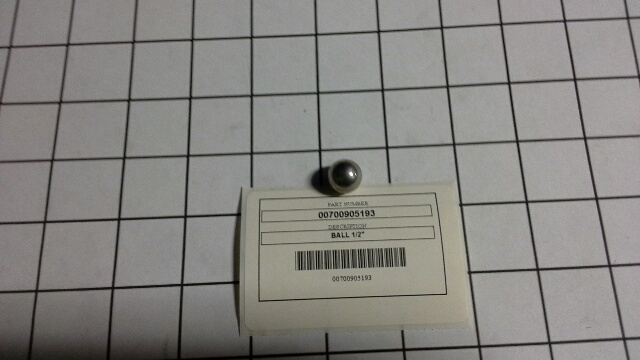 PART NUMBER
00700905193
DESCRIPTION
BALL 1/2"
00700905193